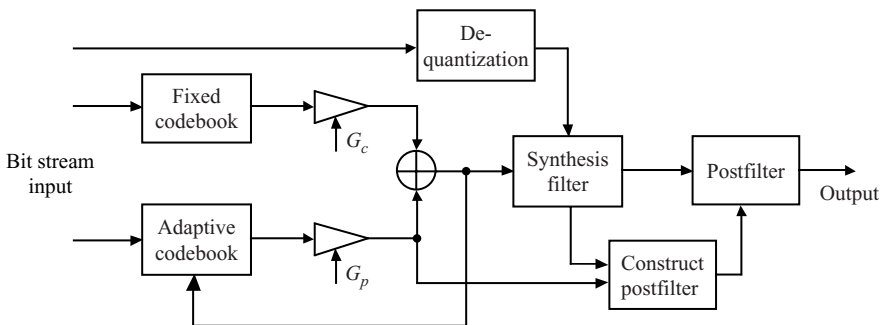 De-
quantization
Fixed
codebook
G_c
Bit stream
input
Synthesis
filter
Postfilter
Output
Adaptive
codebook
G_p
Construct
postfilter